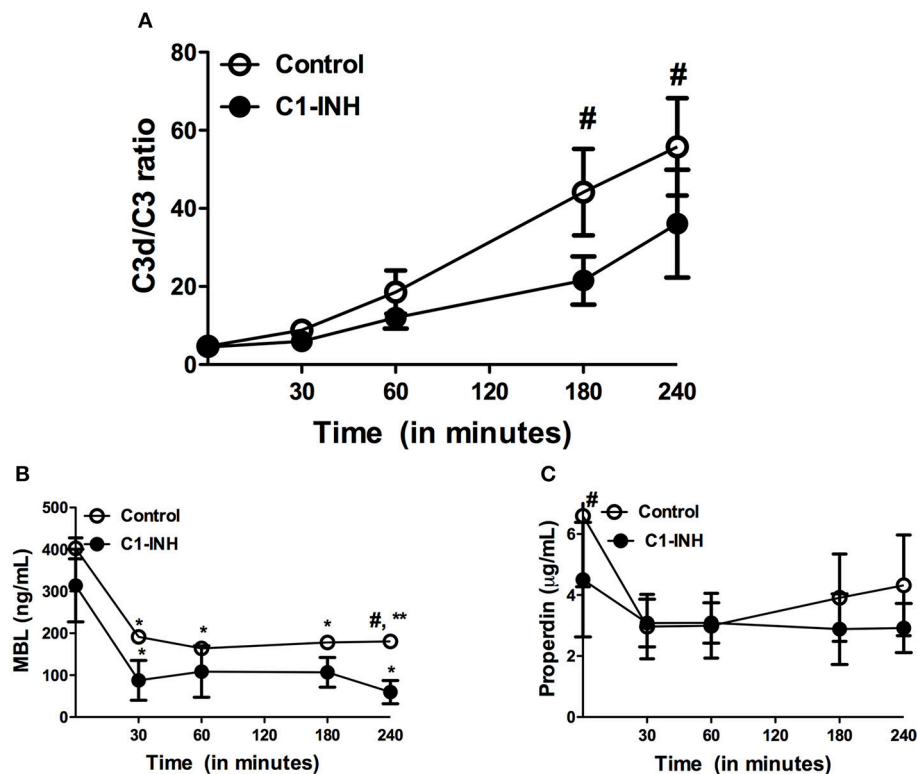 A
C3d/C3 ratio
80
60
40
20
0
Control
C1-INH
#
#
30
60
120
180
240
Time (in minutes)
B
MBL (ng/mL)
500
400
300
200
100
0
Control
C1-INH
*
*
*
*
#, **
*
30
60
120
180
240
Time (in minutes)
C
Properdin (μg/mL)
6
4
2
0
#
Control
C1-INH
30
60
120
180
240
Time (in minutes)